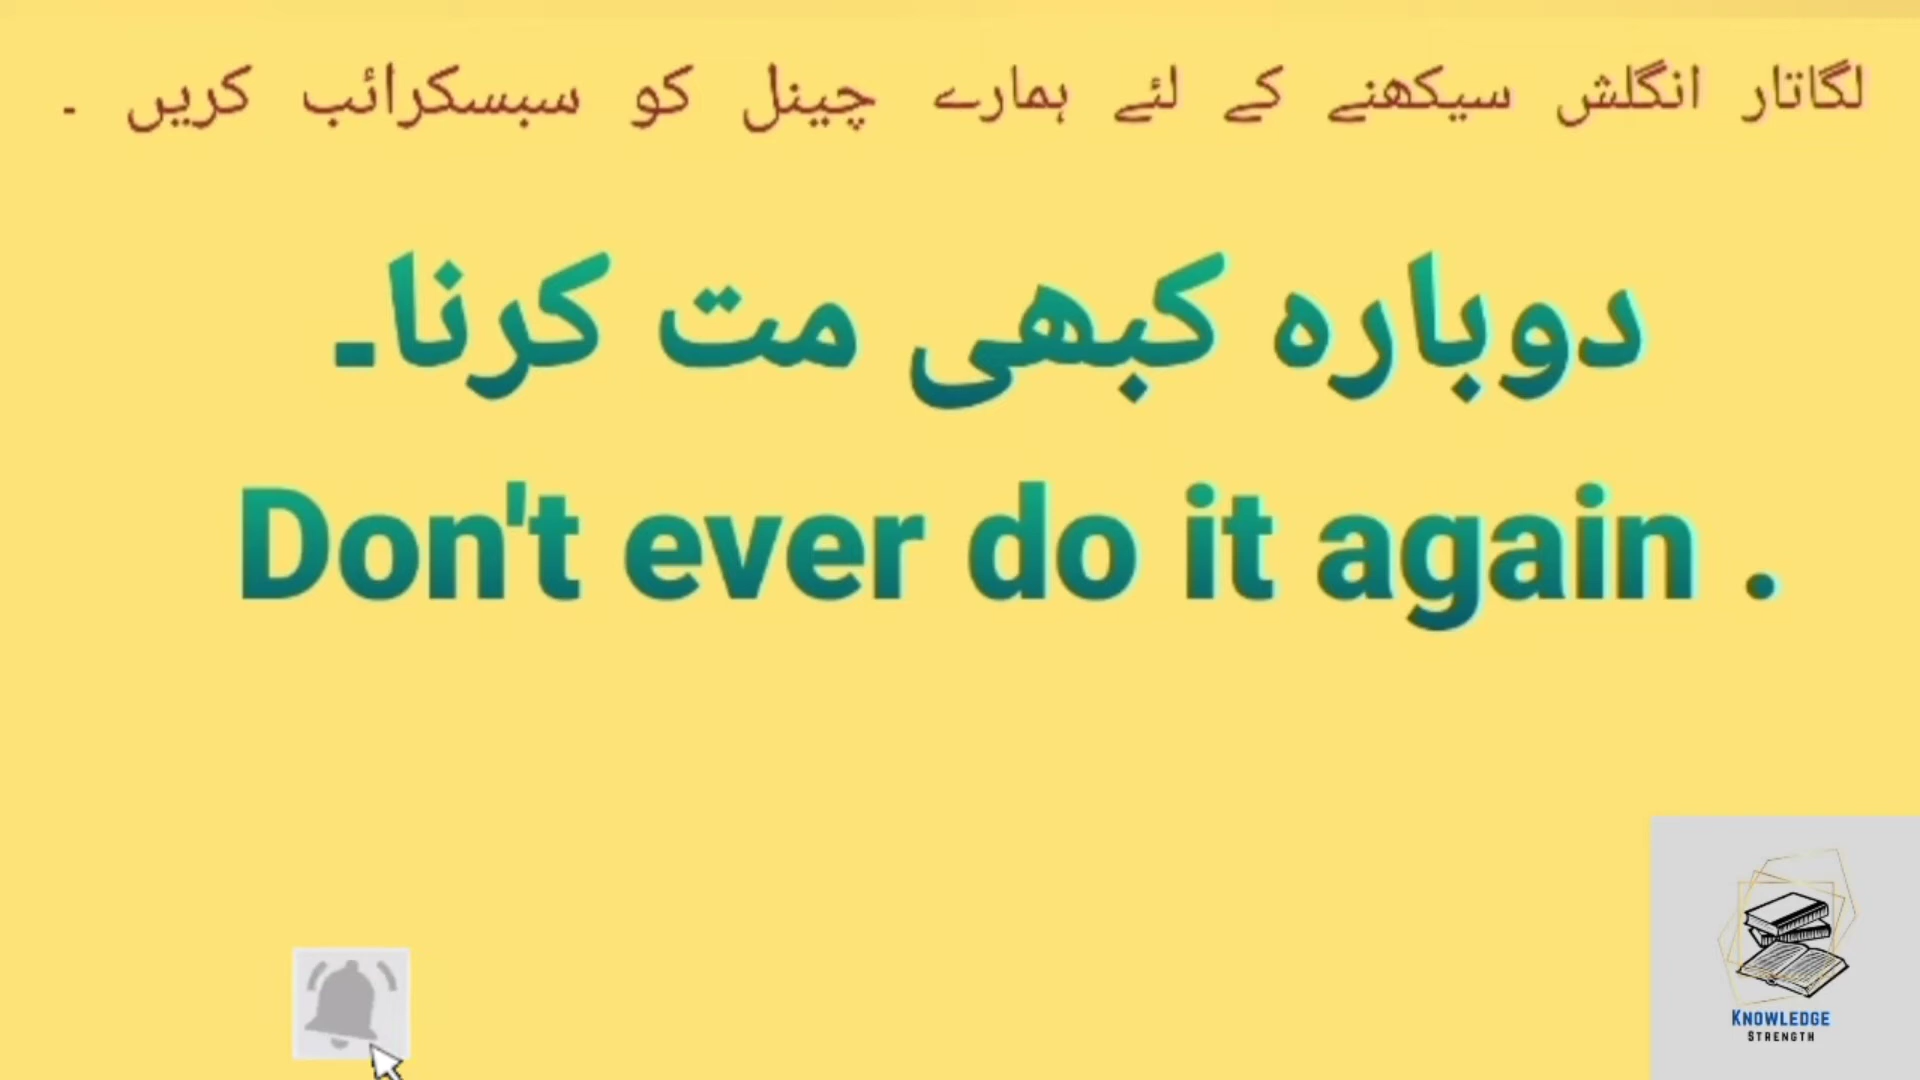 لگاتار انگلش سیکھنے کے لئے ہمارے چینل کو سبسکرائب کریں ۔
دوبارہ کبھی مت کرنا۔
Don't ever do it again .
KNOWLEDGE
STRENGTH